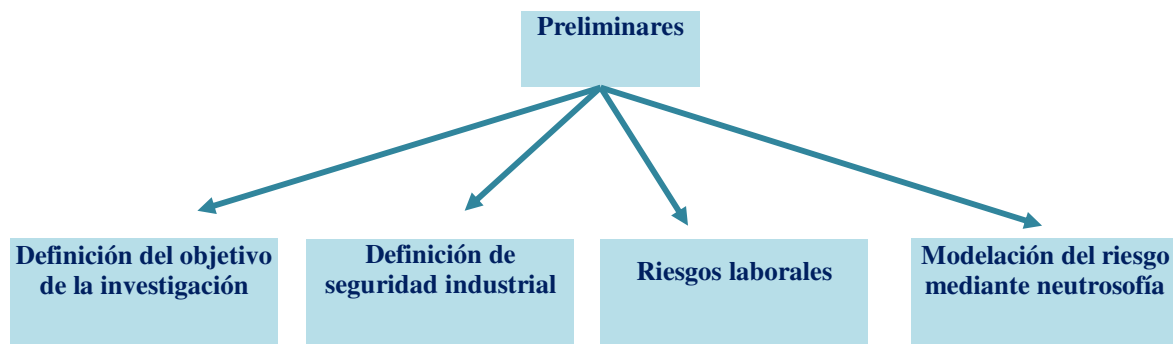 Preliminares
Definición del objetivo
de la investigación
Definición de
seguridad industrial
Riesgos laborales
Modelación del riesgo
mediante neutrosofía